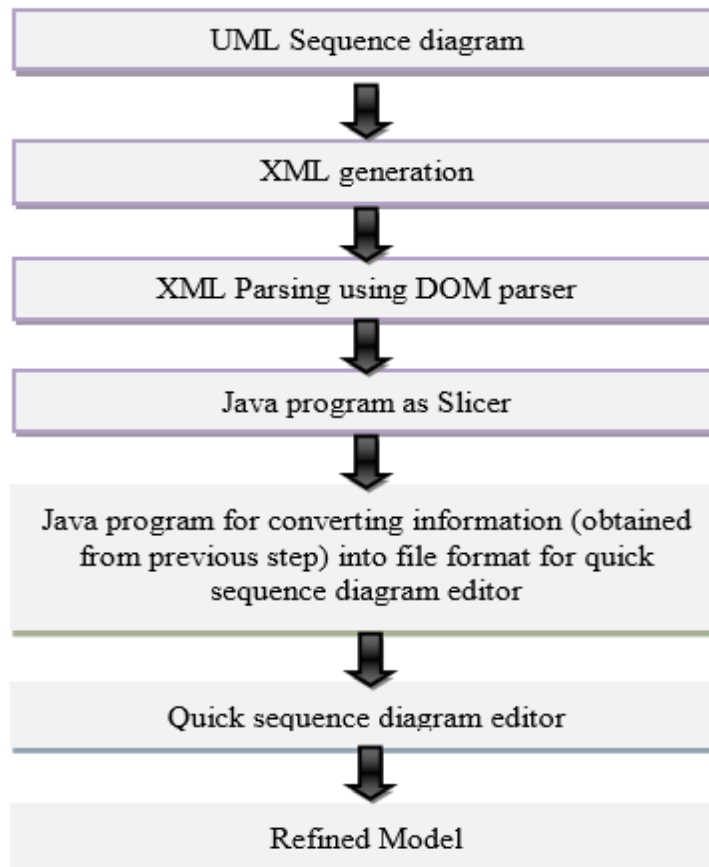 UML Sequence diagram
XML generation
XML Parsing using DOM parser
Java program as Slicer
Java program for converting information (obtained
from previous step) into file format for quick
sequence diagram editor
Quick sequence diagram editor
Refined Model